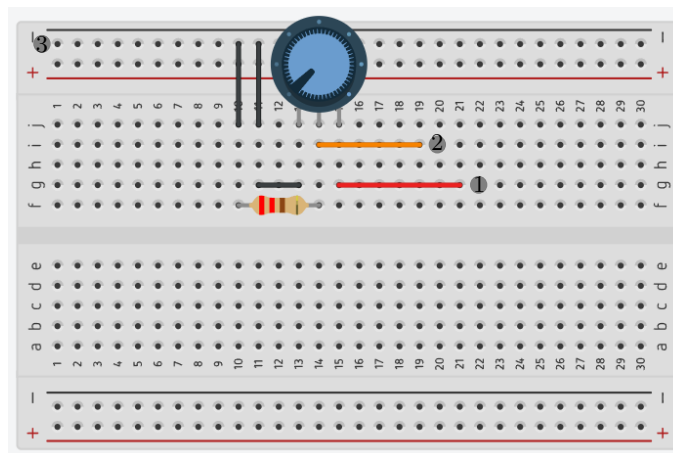 − 3 −
+ +
1 2 3 4 5 6 7 8 9 10 11 12 13 14 15 16 17 18 19 20 21 22 23 24 25 26 27 28 29 30
j j
i 2 i
h h
g 1 g
f f
e e
d d
c c
b b
a a
1 2 3 4 5 6 7 8 9 10 11 12 13 14 15 16 17 18 19 20 21 22 23 24 25 26 27 28 29 30
− −
+ +